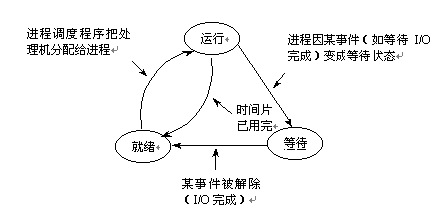 进程调度程序把处
理机分配给进程
运行
进程因某事件（如等待 I/O
完成）变成等待状态
时间片
已用完
就绪
等待
某事件被解除
（I/O 完成）